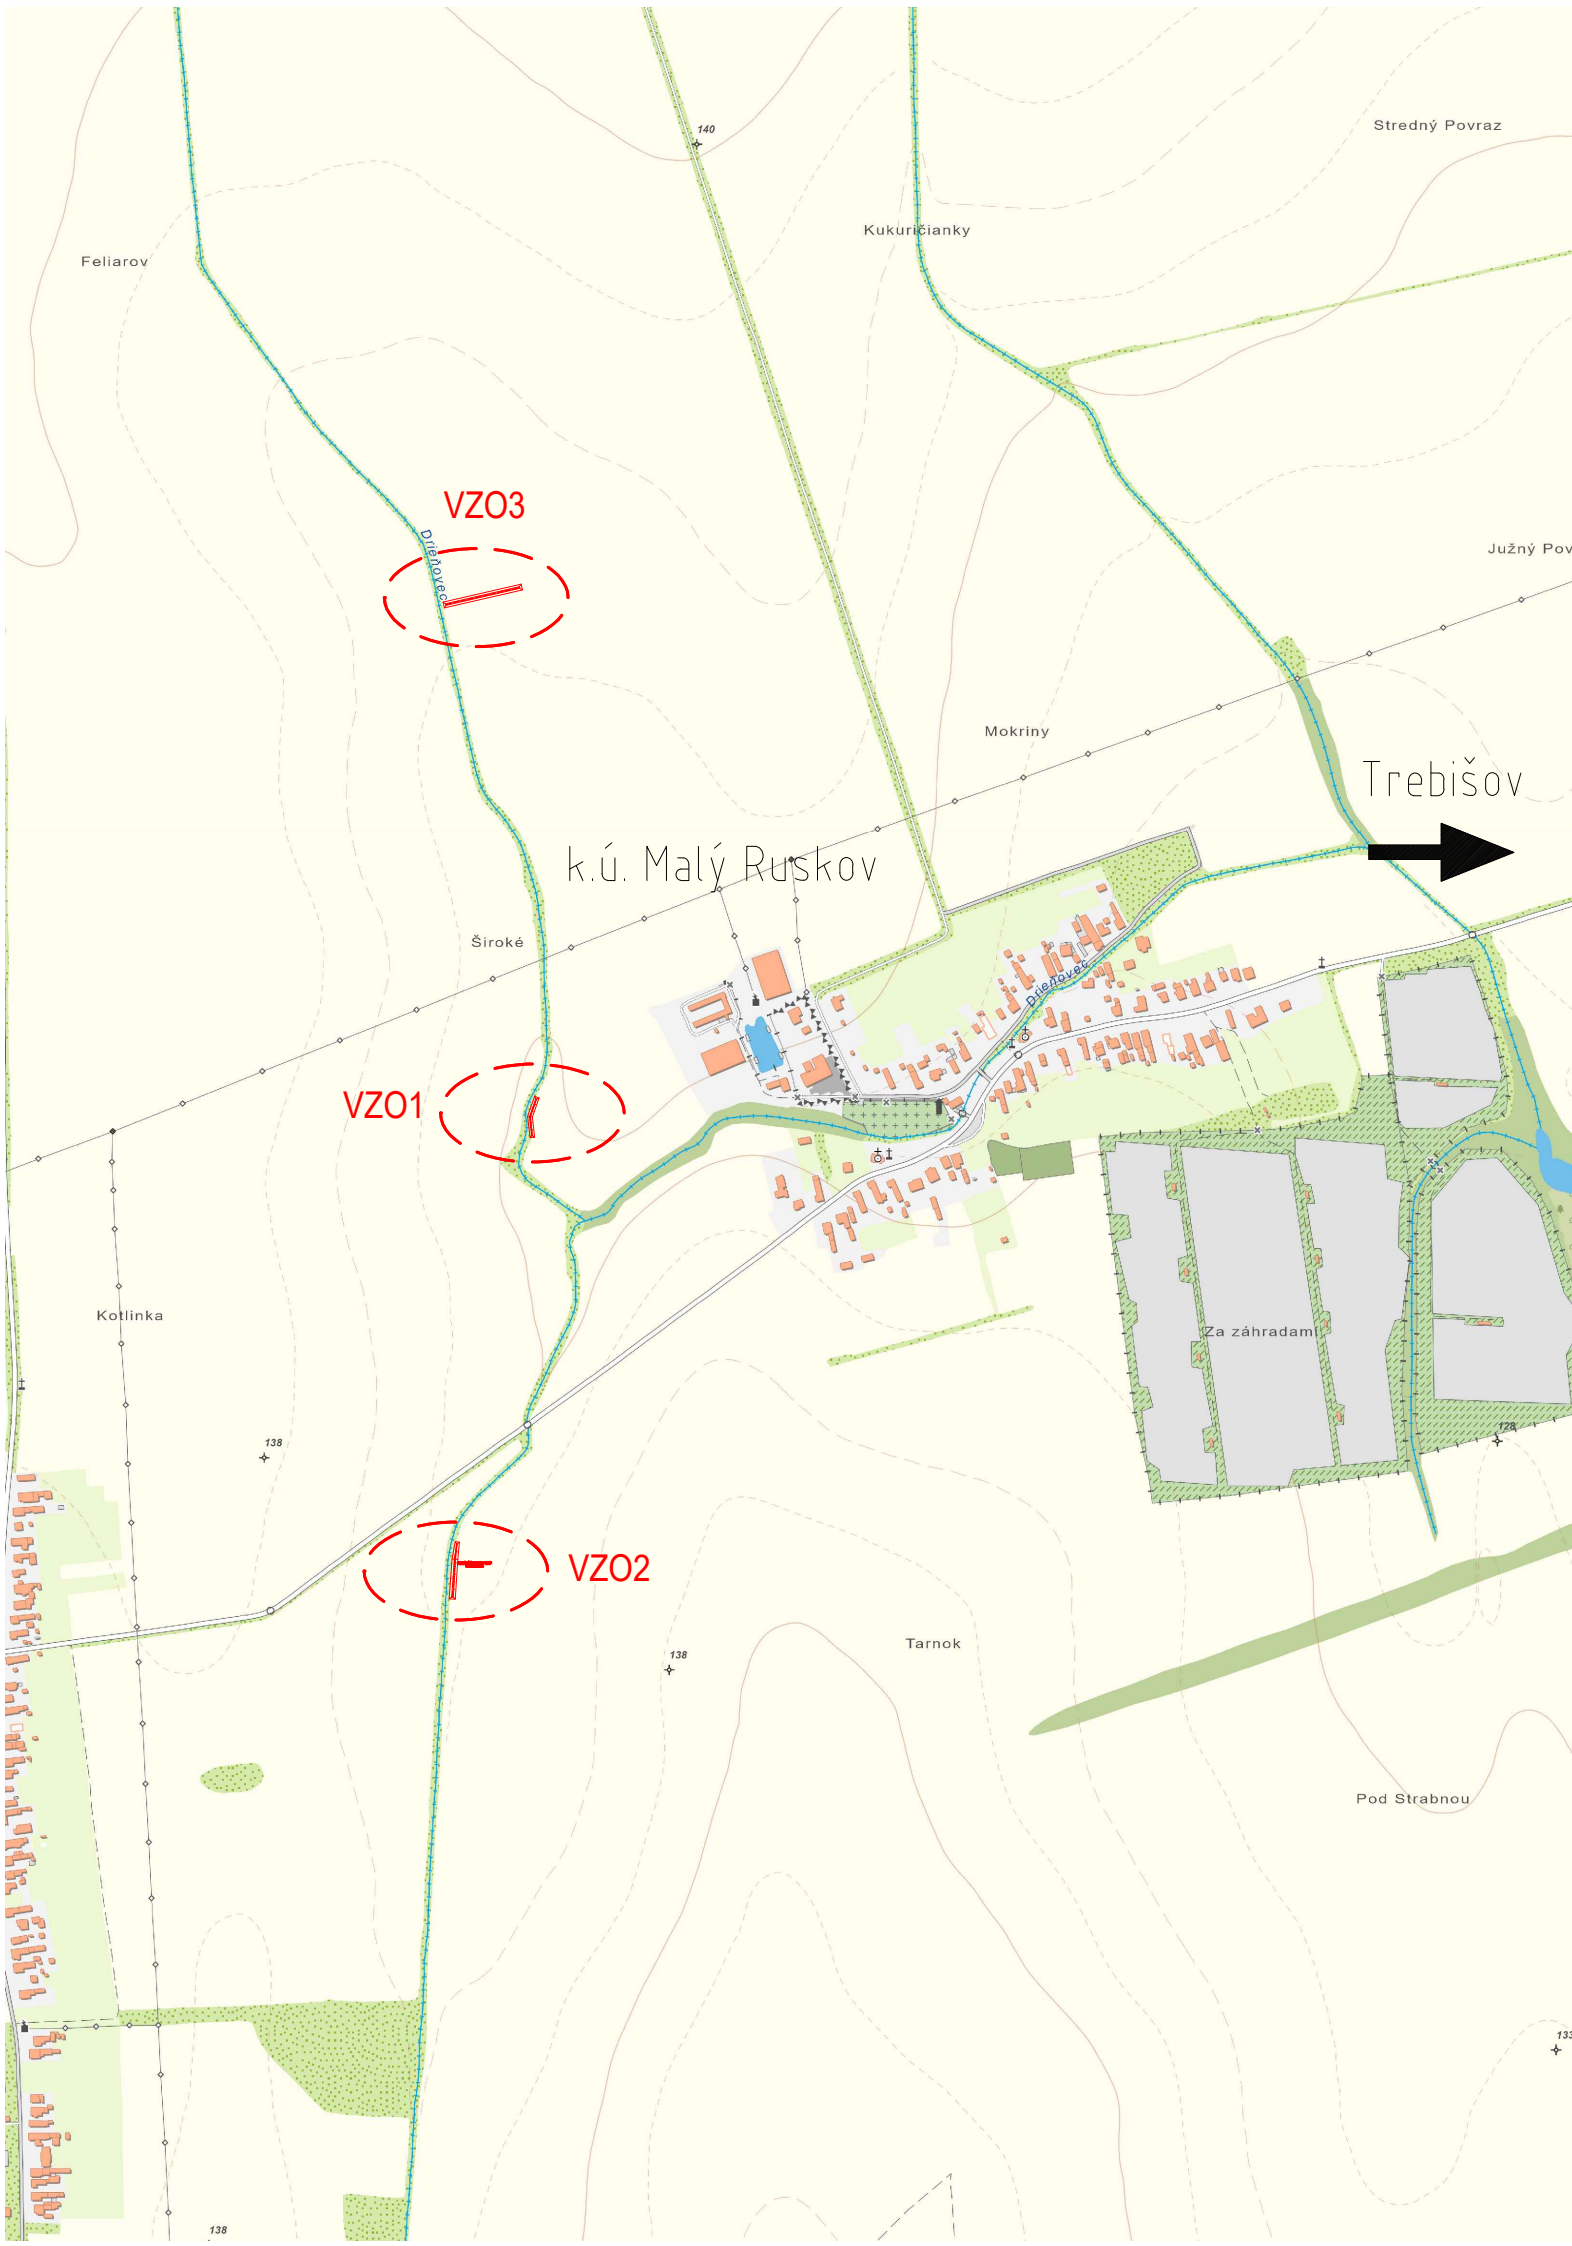 140
Stredný Povraz
Kukuričianky
Feliarov
VZO3
Drieňovec
Južný Pov
Mokriny
Trebišov
k.ú. Malý Ruskov
Široké
Drieňovec
VZO1
Kotlinka
Za záhradami
138
128
VZO2
138
Tarnok
Pod Strabnou
133
138